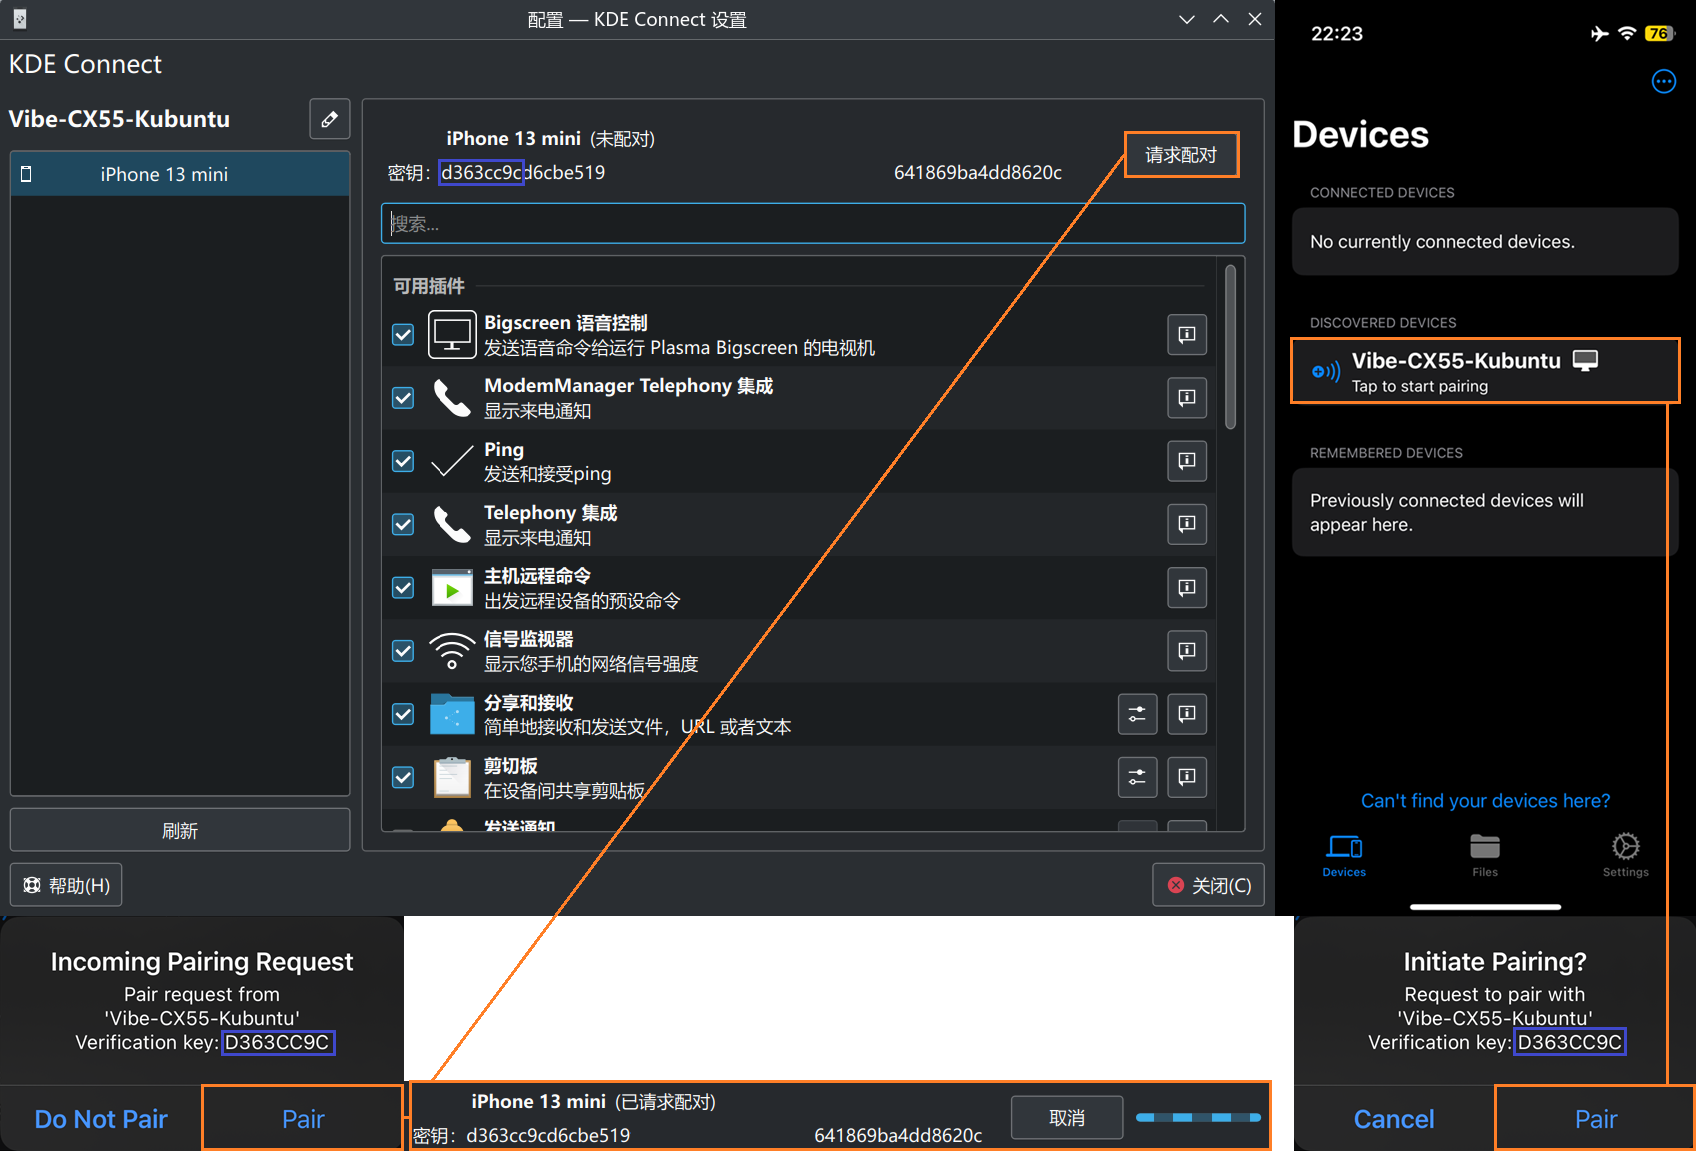 配置 — KDE Connect 设置
KDE Connect
Vibe-CX55-Kubuntu
iPhone 13 mini
刷新
帮助(H)
iPhone 13 mini (未配对)
密钥: d363cc9cd6cbe519 641869ba4dd8620c
请求配对
搜索...
可用插件
Bigscreen 语音控制
发送语音命令给运行 Plasma Bigscreen 的电视机
ModemManager Telephony 集成
显示来电通知
Ping
发送和接受ping
Telephony 集成
显示来电通知
主机远程命令
出发远程设备的预设命令
信号监视器
显示您手机的网络信号强度
分享和接收
简单地接收和发送文件，URL 或者文本
剪切板
在设备间共享剪贴板
发送通知
关闭(C)
22:23
76
Devices
CONNECTED DEVICES
No currently connected devices.
DISCOVERED DEVICES
Vibe-CX55-Kubuntu
Tap to start pairing
REMEMBERED DEVICES
Previously connected devices will
appear here.
Can't find your devices here?
Devices
Files
Settings
Incoming Pairing Request
Pair request from
'Vibe-CX55-Kubuntu'
Verification key: D363CC9C
Do Not Pair
Pair
iPhone 13 mini (已请求配对)
密钥: d363cc9cd6cbe519 641869ba4dd8620c
取消
Initiate Pairing?
Request to pair with
'Vibe-CX55-Kubuntu'
Verification key: D363CC9C
Cancel
Pair